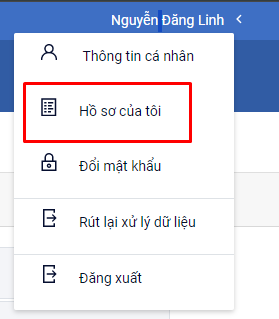 Nguyễn Đăng Linh
Thông tin cá nhân
Hồ sơ của tôi
Đổi mật khẩu
Rút lại xử lý dữ liệu
Đăng xuất